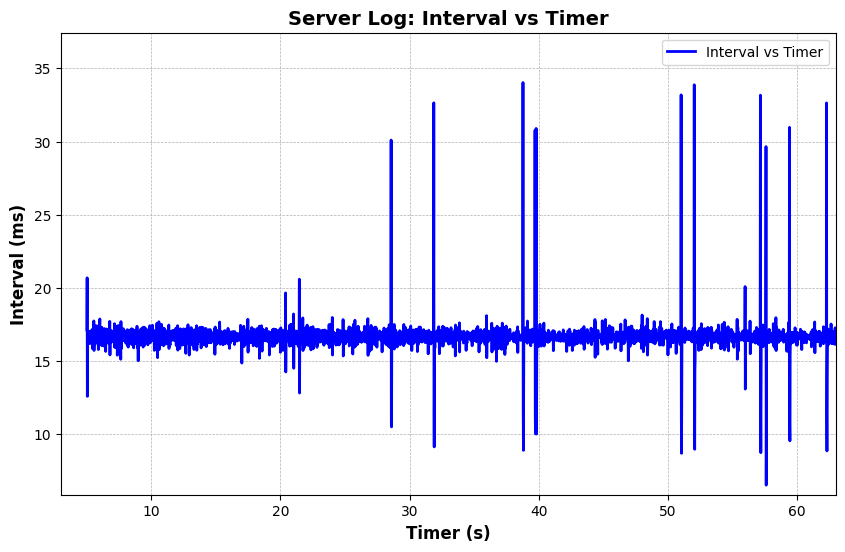 Server Log: Interval vs Timer
Interval vs Timer
35
30
25
20
15
10
Interval (ms)
10 20 30 40 50 60
Timer (s)